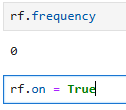 rf.frequency
0
rf.on = True